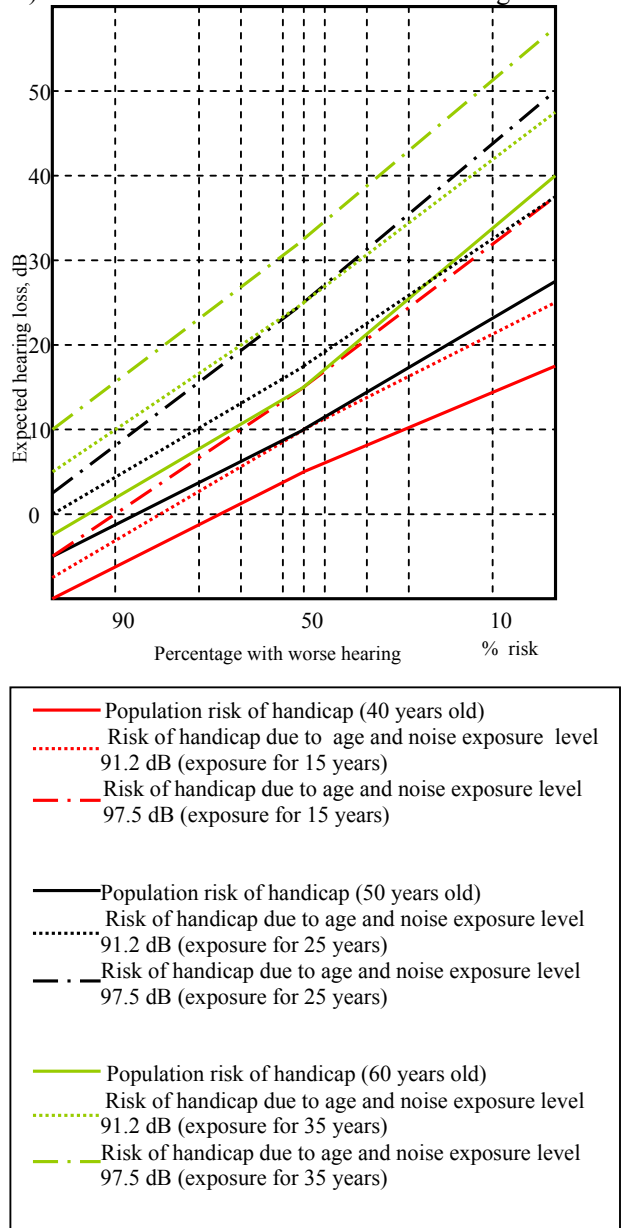 50
40
30
20
10
0
Expected hearing loss, dB
90
50
10
Percentage with worse hearing
% risk
Population risk of handicap (40 years old)
Risk of handicap due to age and noise exposure level
91.2 dB (exposure for 15 years)
Risk of handicap due to age and noise exposure level
97.5 dB (exposure for 15 years)
Population risk of handicap (50 years old)
Risk of handicap due to age and noise exposure level
91.2 dB (exposure for 25 years)
Risk of handicap due to age and noise exposure level
97.5 dB (exposure for 25 years)
Population risk of handicap (60 years old)
Risk of handicap due to age and noise exposure level
91.2 dB (exposure for 35 years)
Risk of handicap due to age and noise exposure level
97.5 dB (exposure for 35 years)